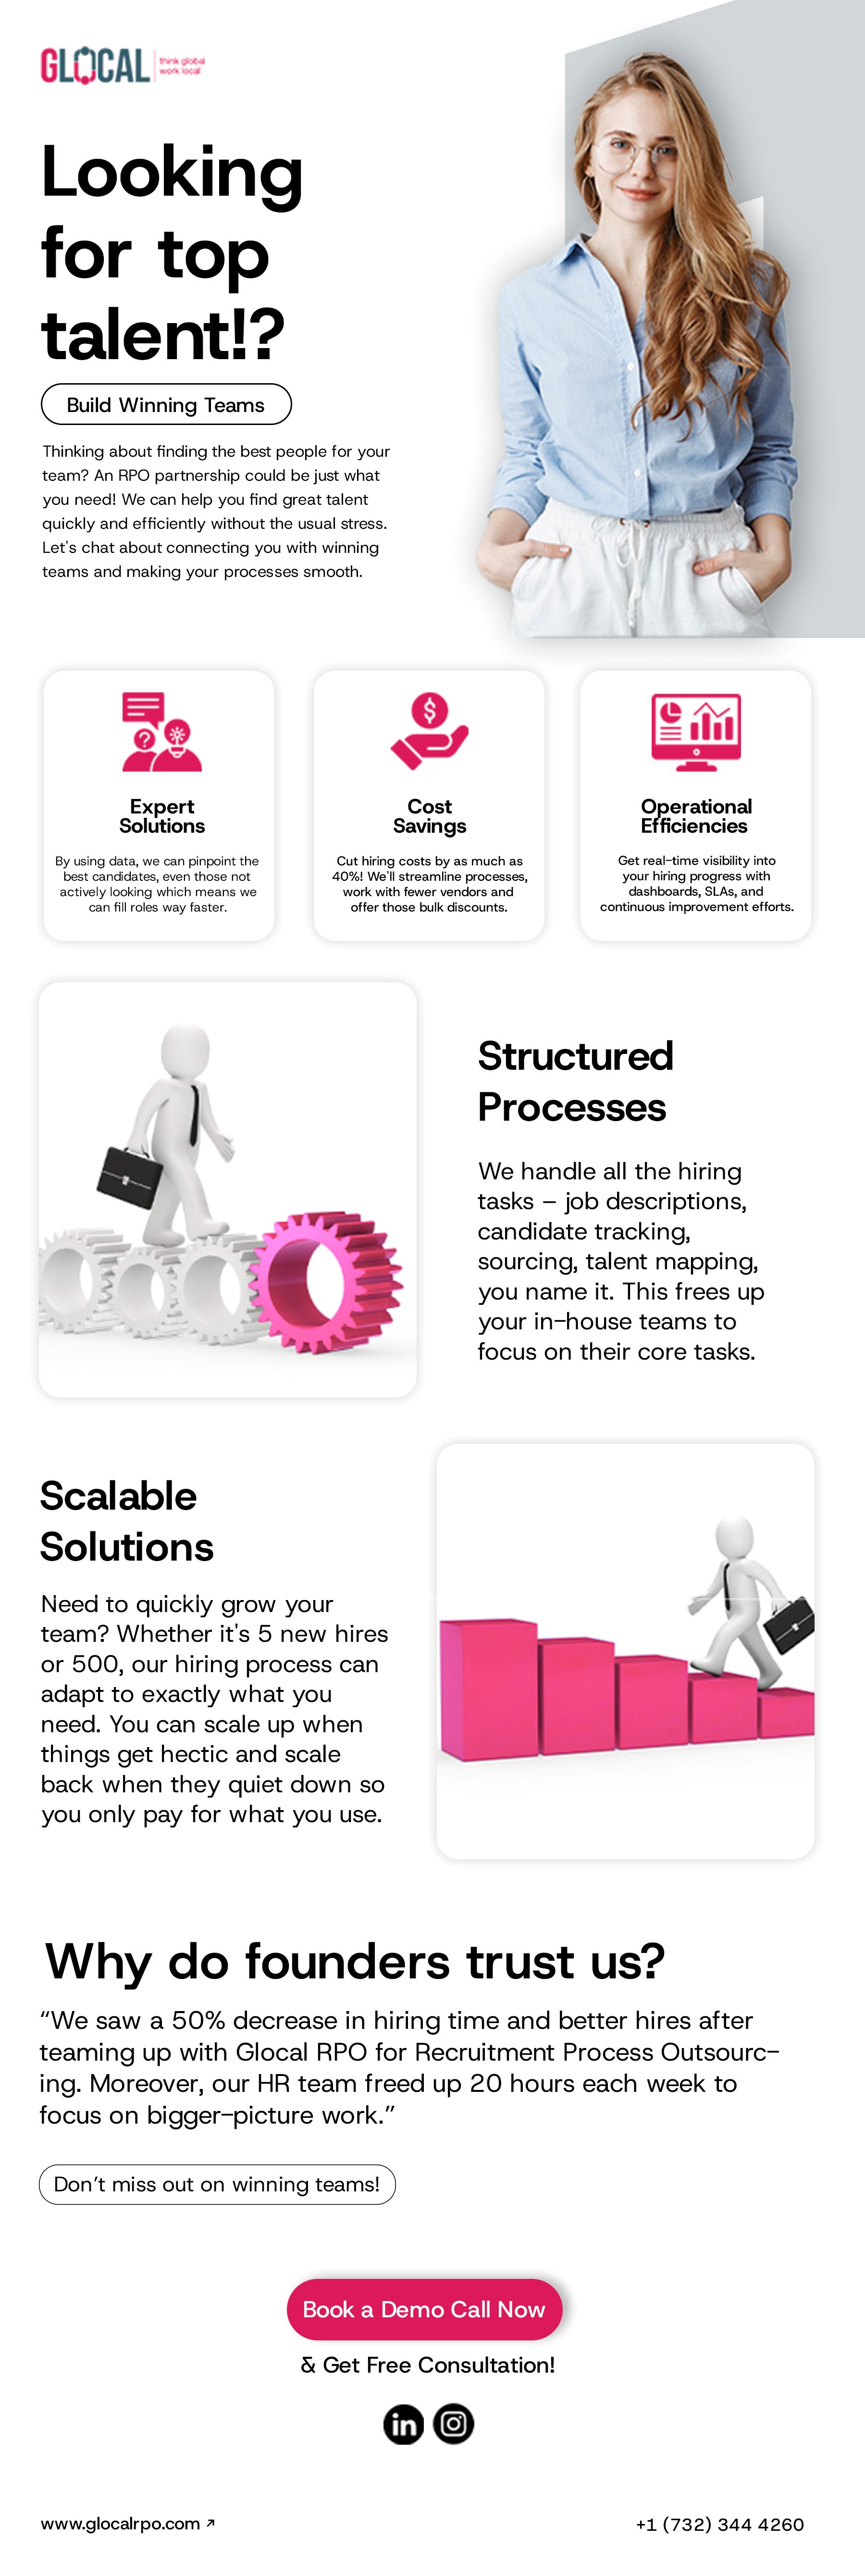 GLOCAL
think global
work local
Looking
for top
talent!?
Build Winning Teams
Thinking about finding the best people for your
team? An RPO partnership could be just what
you need! We can help you find great talent
quickly and efficiently without the usual stress.
Let's chat about connecting you with winning
teams and making your processes smooth.
Expert
Solutions
By using data, we can pinpoint the
best candidates, even those not
actively looking which means we
can fill roles way faster.
Cost
Savings
Cut hiring costs by as much as
40%! We'll streamline processes,
work with fewer vendors and
offer those bulk discounts.
Operational
Efficiencies
Get real-time visibility into
your hiring progress with
dashboards, SLAs, and
continuous improvement efforts.
Structured
Processes
We handle all the hiring
tasks – job descriptions,
candidate tracking,
sourcing, talent mapping,
you name it. This frees up
your in-house teams to
focus on their core tasks.
Scalable
Solutions
Need to quickly grow your
team? Whether it's 5 new hires
or 500, our hiring process can
adapt to exactly what you
need. You can scale up when
things get hectic and scale
back when they quiet down so
you only pay for what you use.
Why do founders trust us?
“We saw a 50% decrease in hiring time and better hires after
teaming up with Glocal RPO for Recruitment Process Outsourc-
ing. Moreover, our HR team freed up 20 hours each week to
focus on bigger-picture work.”
Don’t miss out on winning teams!
Book a Demo Call Now
& Get Free Consultation!
in
www.glocalrpo.com ↗
+1 (732) 344 4260